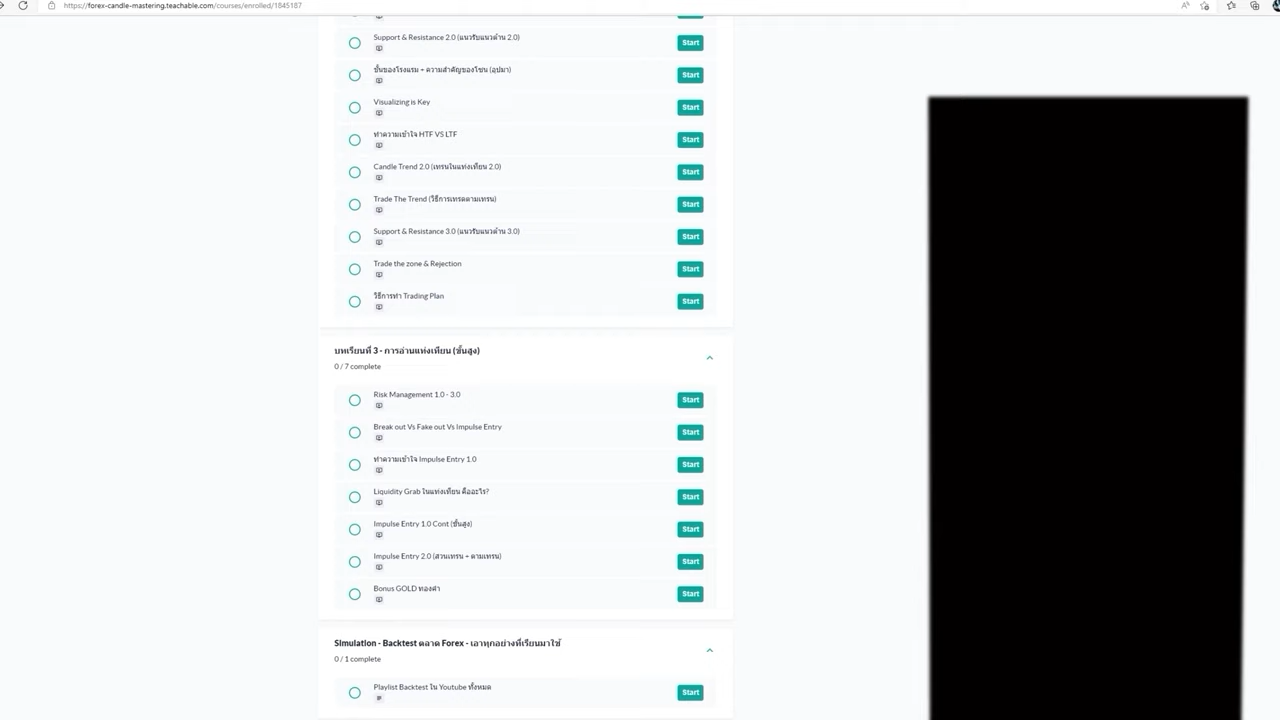 https://forex-candle-mastering.teachable.com/courses/enrolled/1845187
Support & Resistance 2.0 (แนวรับแนวต้าน 2.0)
Start
ชั้นของโรงแรม + ความสำคัญของโซน (อุปมา)
Start
Visualizing is Key
Start
ทำความเข้าใจ HTF VS LTF
Start
Candle Trend 2.0 (เทรนในแท่งเทียน 2.0)
Start
Trade The Trend (วิธีการเทรดตามเทรน)
Start
Support & Resistance 3.0 (แนวรับแนวต้าน 3.0)
Start
Trade the zone & Rejection
Start
วิธีการทำ Trading Plan
Start
บทเรียนที่ 3 - การอ่านแท่งเทียน (ขั้นสูง)
0 / 7 complete
Risk Management 1.0 - 3.0
Start
Break out Vs Fake out Vs Impulse Entry
Start
ทำความเข้าใจ Impulse Entry 1.0
Start
Liquidity Grab ในแท่งเทียน คืออะไร?
Start
Impulse Entry 1.0 Cont (ขั้นสูง)
Start
Impulse Entry 2.0 (สวนเทรน + ตามเทรน)
Start
Bonus GOLD ทองคำ
Start
Simulation - Backtest ตลาด Forex - เอาทุกอย่างที่เรียนมาใช้
0 / 1 complete
Playlist Backtest ใน Youtube ทั้งหมด
Start